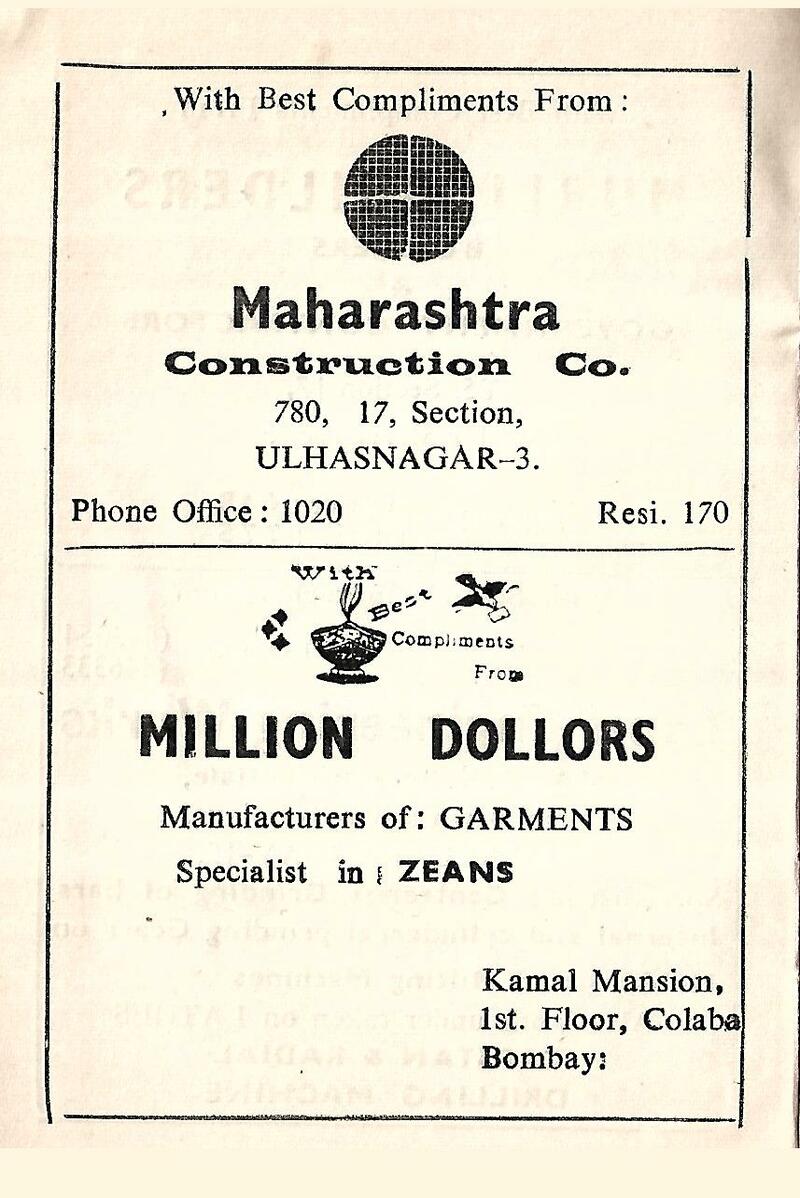 With Best Compliments From :
Maharashtra
Construction Co.
780, 17, Section,
ULHASNAGAR-3.
Phone Office : 1020 Resi. 170
With
Best
Compliments
From
MILLION DOLLORS
Manufacturers of : GARMENTS
Specialist in : ZEANS
Kamal Mansion,
1st. Floor, Colaba
Bombay: